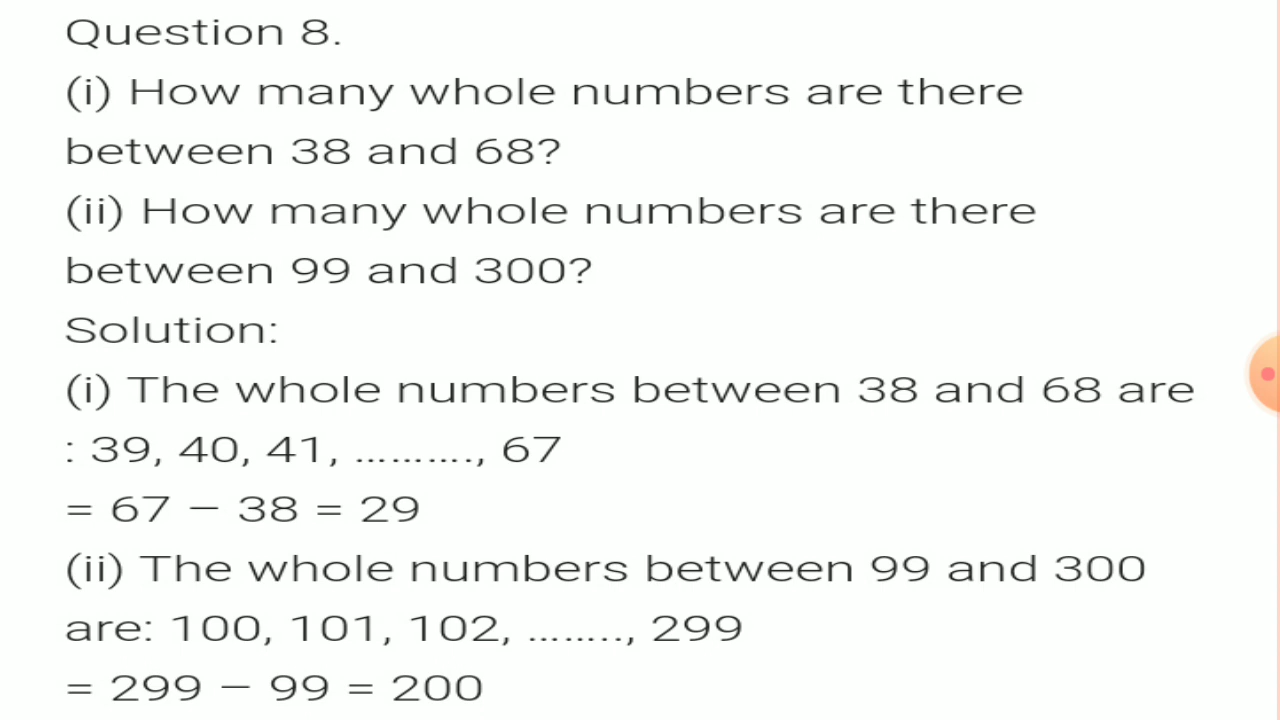 Question 8.
(i) How many whole numbers are there
between 38 and 68?
(ii) How many whole numbers are there
between 99 and 300?
Solution:
(i) The whole numbers between 38 and 68 are
: 39, 40, 41, ………., 67
= 67 – 38 = 29
(ii) The whole numbers between 99 and 300
are: 100, 101, 102, …….., 299
= 299 – 99 = 200